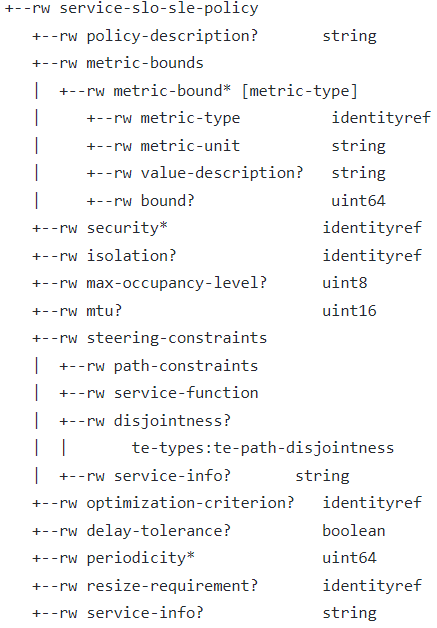 +--rw service-slo-sle-policy
   +--rw policy-description?      string
   +--rw metric-bounds
   |  +--rw metric-bound* [metric-type]
   |     +--rw metric-type          identityref
   |     +--rw metric-unit          string
   |     +--rw value-description?   string
   |     +--rw bound?               uint64
   +--rw security*                 identityref
   +--rw isolation?                identityref
   +--rw max-occupancy-level?      uint8
   +--rw mtu?                      uint16
   +--rw steering-constraints
   |  +--rw path-constraints
   |  +--rw service-function
   |  +--rw disjointness?
   |  |       te-types:te-path-disjointness
   |  +--rw service-info?       string
   +--rw optimization-criterion?   identityref
   +--rw delay-tolerance?          boolean
   +--rw periodicity*              uint64
   +--rw resize-requirement?       identityref
   +--rw service-info?             string